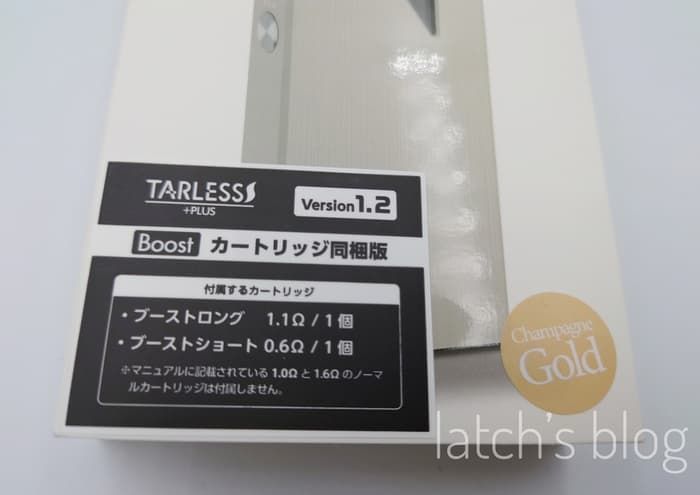 TARLESS
+PLUS
Version1.2
Boost カートリッジ同梱版
付属するカートリッジ
・ブーストロング 1.1Ω / 1個
・ブーストショート 0.6Ω / 1個
※マニュアルに記載されている 1.0Ω と 1.6Ω のノーマ
ルカートリッジは付属しません。
Champagne
Gold
latch's blog